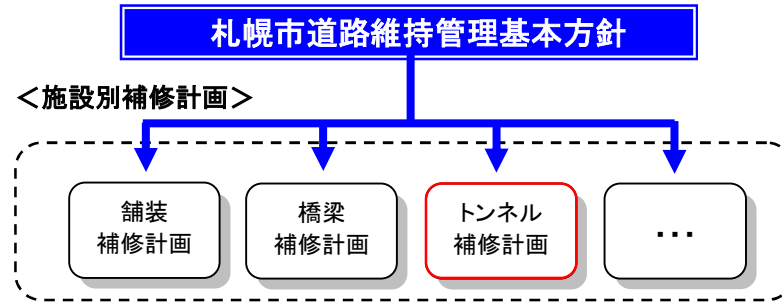 札幌市道路維持管理基本方針
＜施設別補修計画＞
舗装
補修計画
橋梁
補修計画
トンネル
補修計画
…